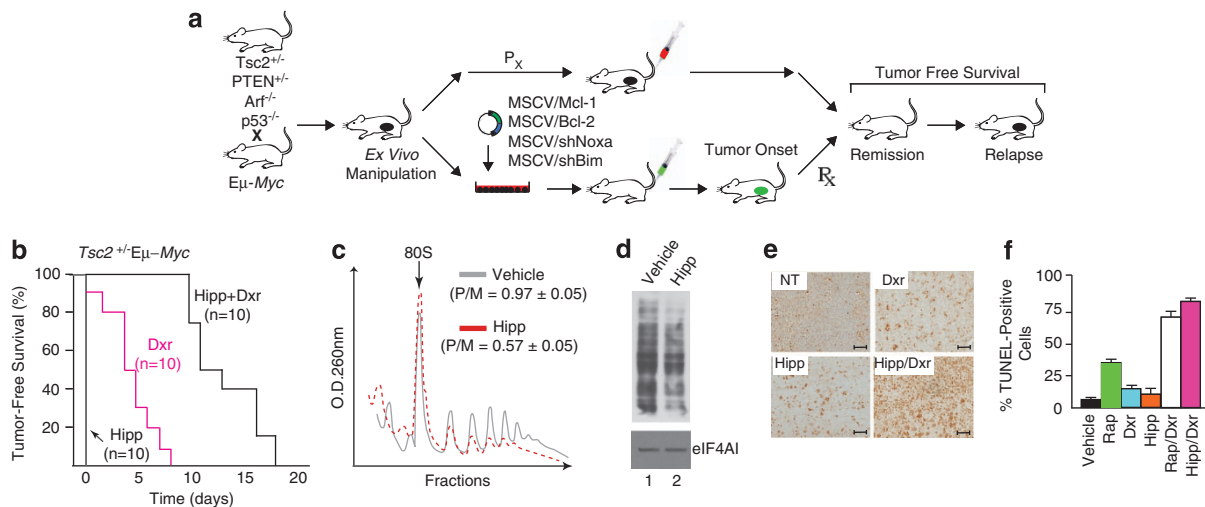 a
Tsc2+/-
PTEN+/-
Arf-/-
p53-/-
X
Eµ-Myc
Ex Vivo
Manipulation
PX
MSCV/Mcl-1
MSCV/Bcl-2
MSCV/shNoxa
MSCV/shBim
Tumor Onset
RX
Tumor Free Survival
Remission
Relapse
b
Tsc2+/-Eµ–Myc
Tumor-Free Survival (%)
100
80
60
40
20
Hipp+Dxr
(n=10)
Dxr
(n=10)
Hipp
(n=10)
0
5
10
15
20
Time (days)
c
80S
Vehicle
(P/M = 0.97 ± 0.05)
Hipp
(P/M = 0.57 ± 0.05)
O.D.260nm
Fractions
d
Vehicle
Hipp
eIF4AI
1 2
e
NT
Dxr
Hipp
Hipp/Dxr
f
% TUNEL-Positive
Cells
100
75
50
25
0
Vehicle
Rap
Dxr
Hipp
Rap/Dxr
Hipp/Dxr